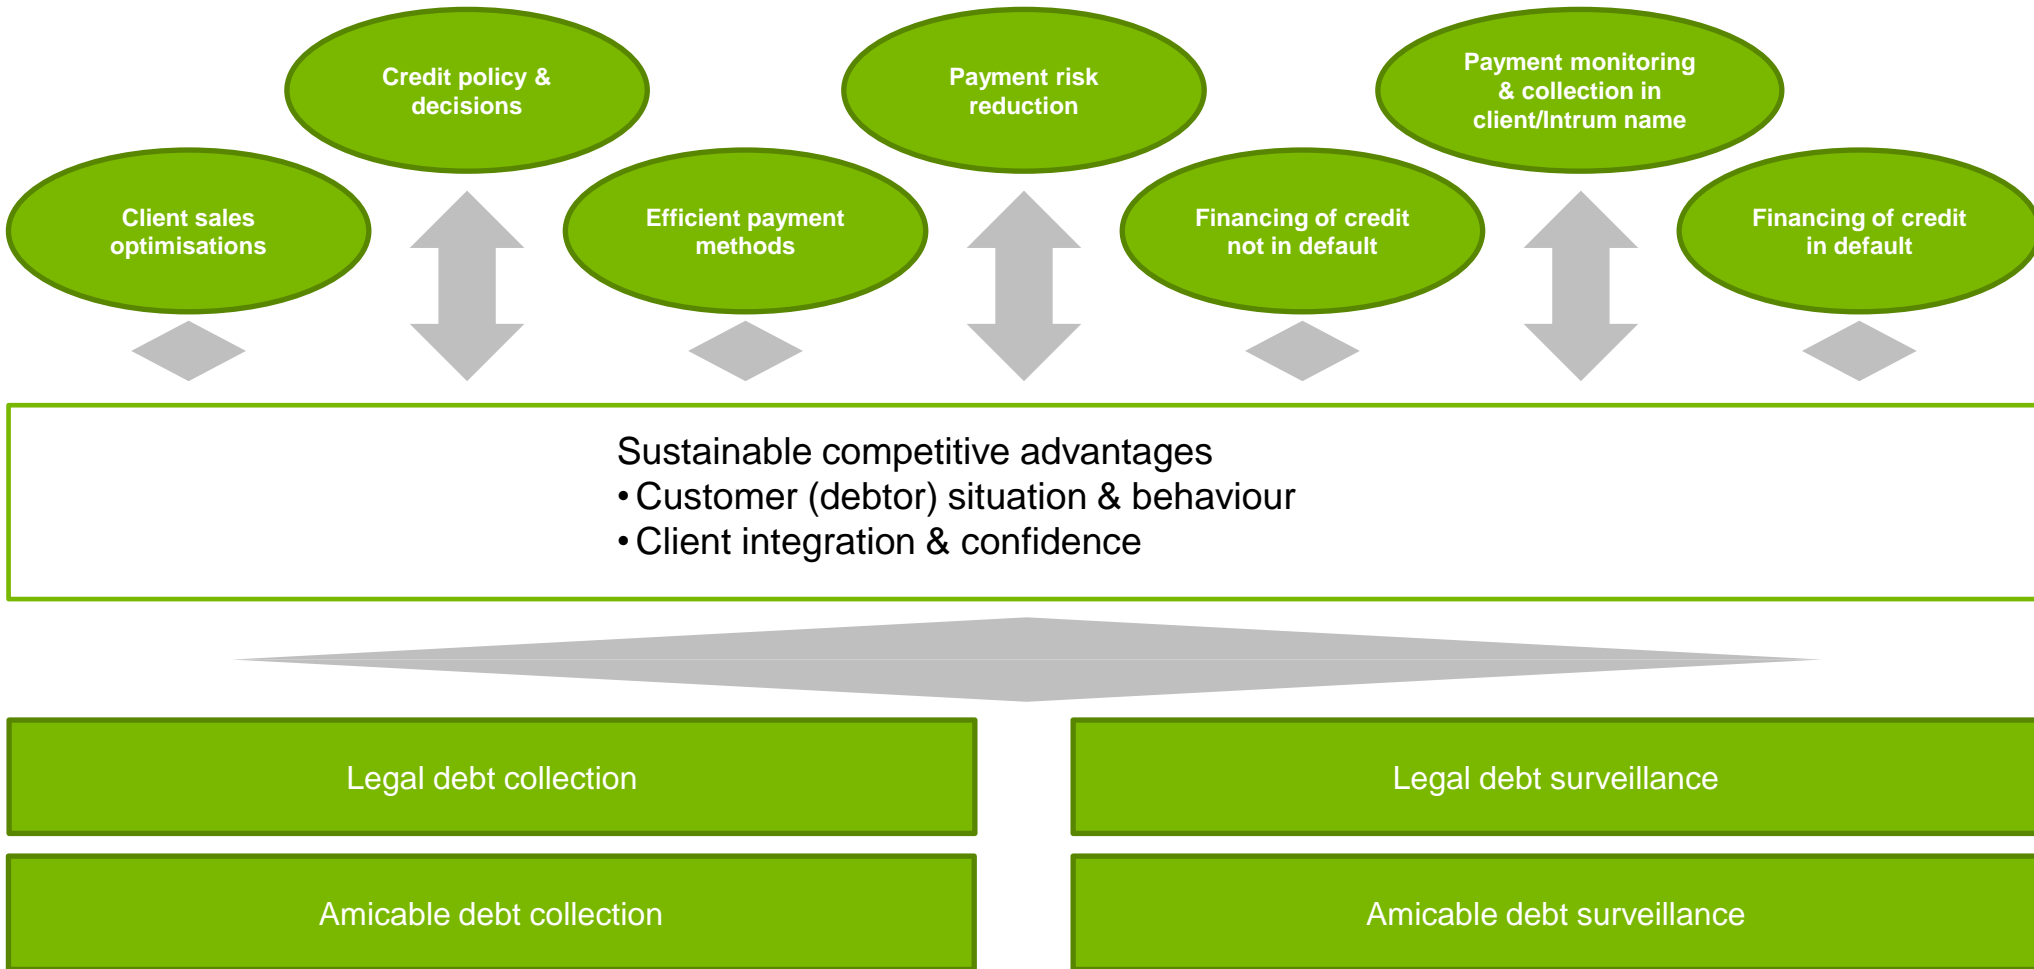 Credit policy &
decisions
Payment risk
reduction
Payment monitoring
& collection in
client/Intrum name
Client sales
optimisations
Efficient payment
methods
Financing of credit
not in default
Financing of credit
in default
Sustainable competitive advantages
• Customer (debtor) situation & behaviour
• Client integration & confidence
Legal debt collection
Legal debt surveillance
Amicable debt collection
Amicable debt surveillance